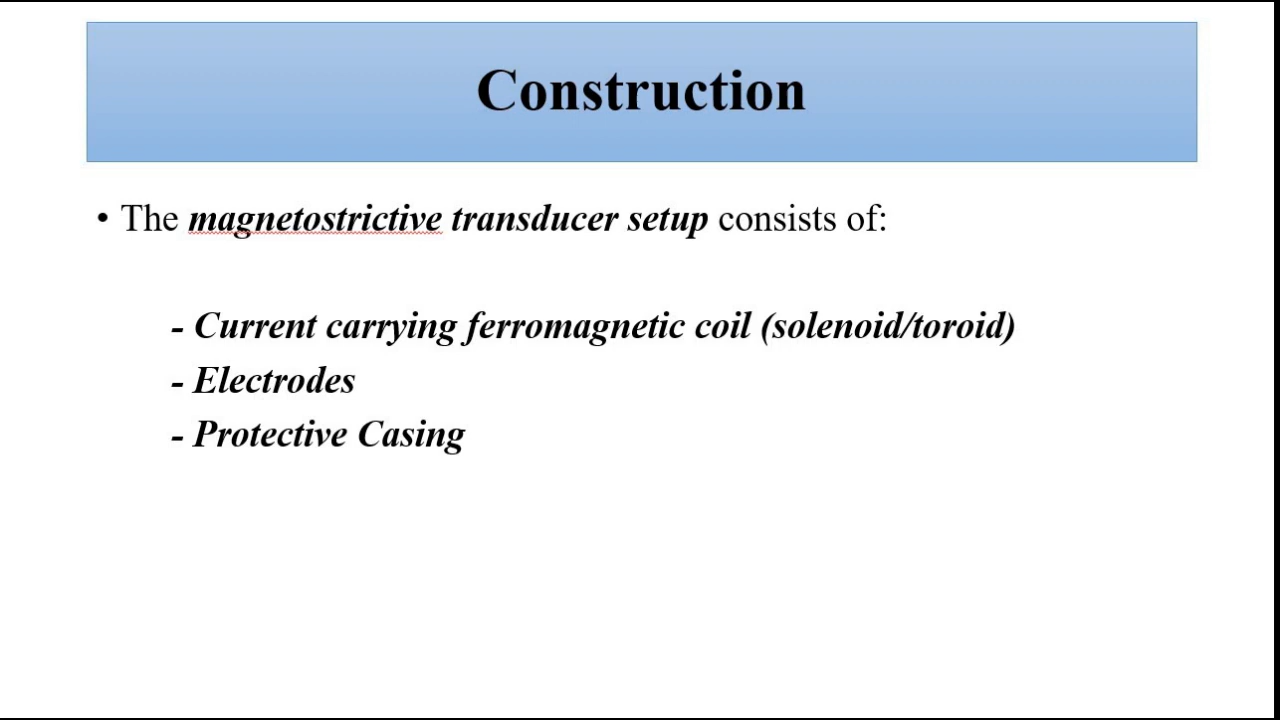 Construction
• The magnetostrictive transducer setup consists of:
- Current carrying ferromagnetic coil (solenoid/toroid)
- Electrodes
- Protective Casing